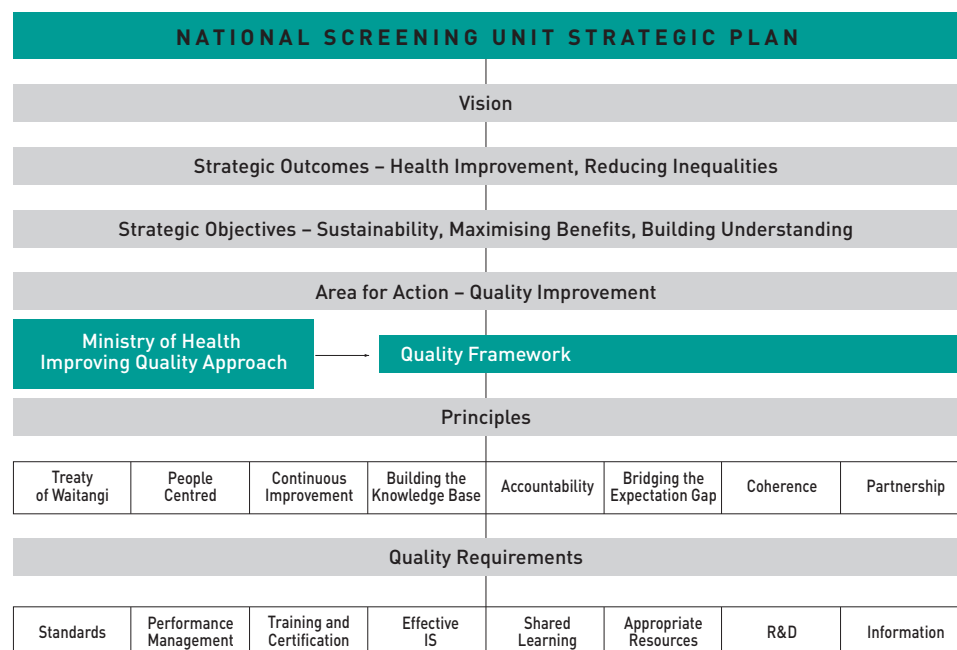 NATIONAL SCREENING UNIT STRATEGIC PLAN
Vision
Strategic Outcomes – Health Improvement, Reducing Inequalities
Strategic Objectives – Sustainability, Maximising Benefits, Building Understanding
Area for Action – Quality Improvement
Ministry of Health
Improving Quality Approach
Quality Framework
Principles
Treaty
of Waitangi
People
Centred
Continuous
Improvement
Building the
Knowledge Base
Accountability
Bridging the
Expectation Gap
Coherence
Partnership
Quality Requirements
Standards
Performance
Management
Training and
Certification
Effective
IS
Shared
Learning
Appropriate
Resources
R&D
Information